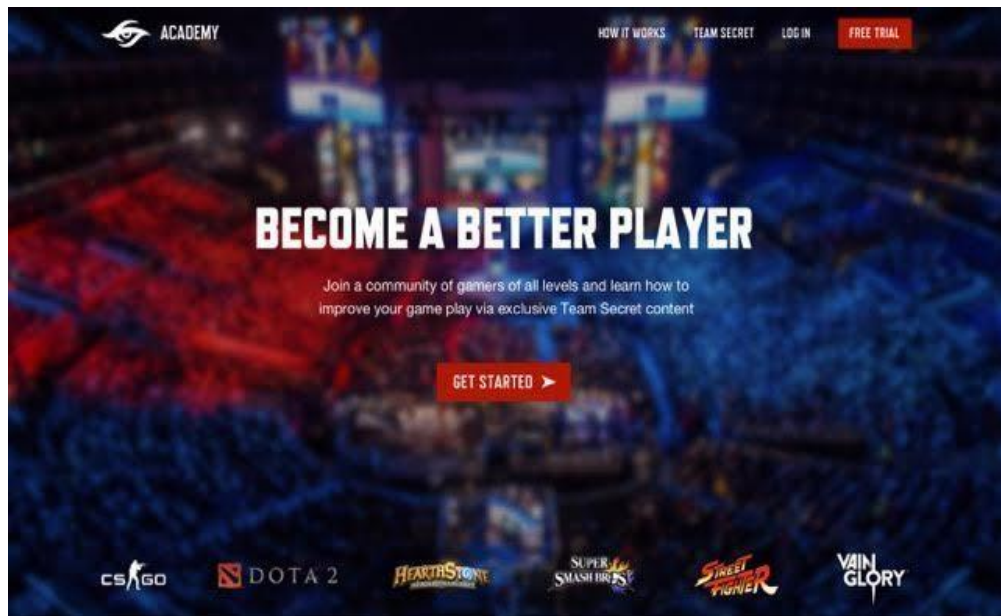 ACADEMY
HOW IT WORKS
TEAM SECRET
LOG IN
FREE TRIAL
BECOME A BETTER PLAYER
Join a community of gamers of all levels and learn how to
improve your game play via exclusive Team Secret content
GET STARTED
CS GO
DOTA 2
HEARTHSTONE
SUPER
SMASH BROS
STREET
FIGHTER
VAIN
GLORY